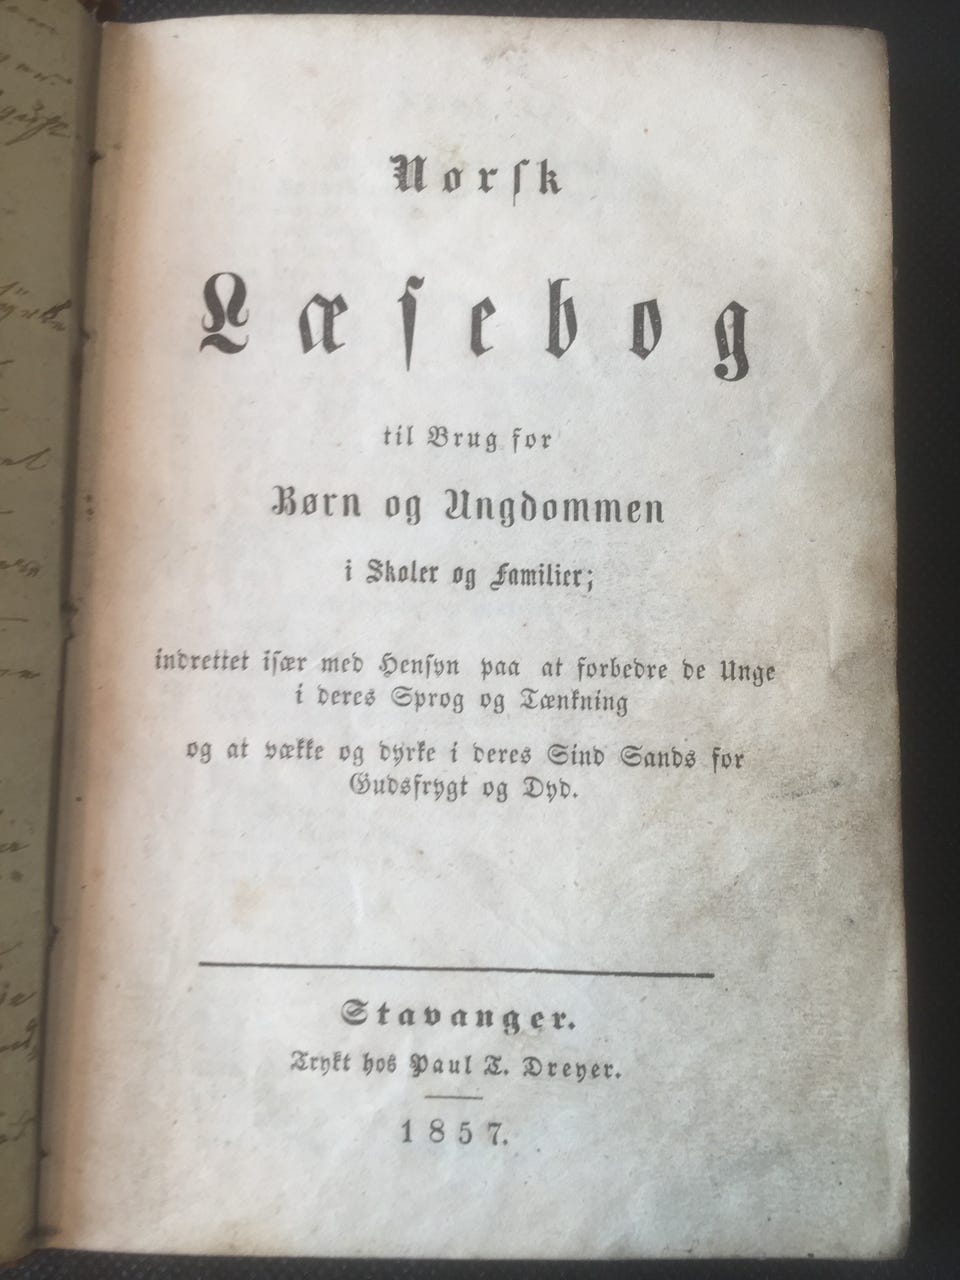 Norsk
Læsebog
til Brug for
Børn og Ungdommen
i Skoler og Familier;
indrettet især med Hensyn paa at forbedre de Unge
i deres Sprog og Tænkning
og at vække og dyrke i deres Sind Sands for
Gudsfrygt og Dyd.
Stavanger.
Trykt hos Paul T. Dreyer.
1857.